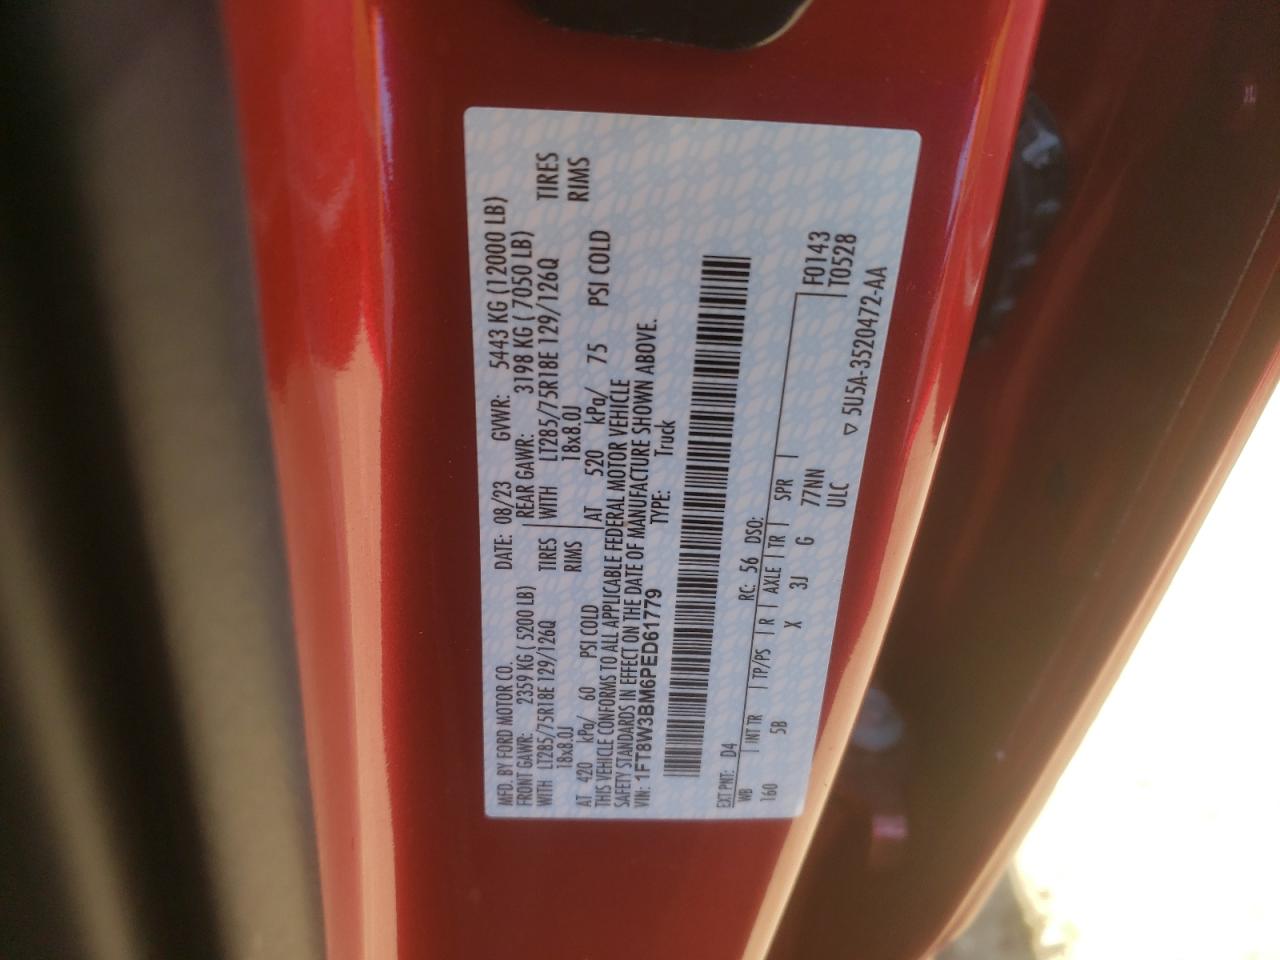 MFD. BY FORD MOTOR CO. DATE: 08/23 GVWR: 5443 KG (12000 LB)
FRONT GAWR: 2359 KG ( 5200 LB) REAR GAWR: 3198 KG ( 7050 LB)
WITH LT285/75R18E 129/126Q TIRES WITH LT285/75R18E 129/126Q TIRES
18x8.0J RIMS 18x8.0J RIMS
AT 420 kPa/ 60 PSI COLD AT 520 kPa/ 75 PSI COLD
THIS VEHICLE CONFORMS TO ALL APPLICABLE FEDERAL MOTOR VEHICLE
SAFETY STANDARDS IN EFFECT ON THE DATE OF MANUFACTURE SHOWN ABOVE.
VIN: 1FT8W3BM6PED61779 TYPE: Truck
EXT PNT: D4 RC: 56 DSO: F0143
WB INT TR TP/PS R AXLE TR SPR T0528
160 5B X 3J G 77NN
ULC
▽ 5U5A-3520472-AA